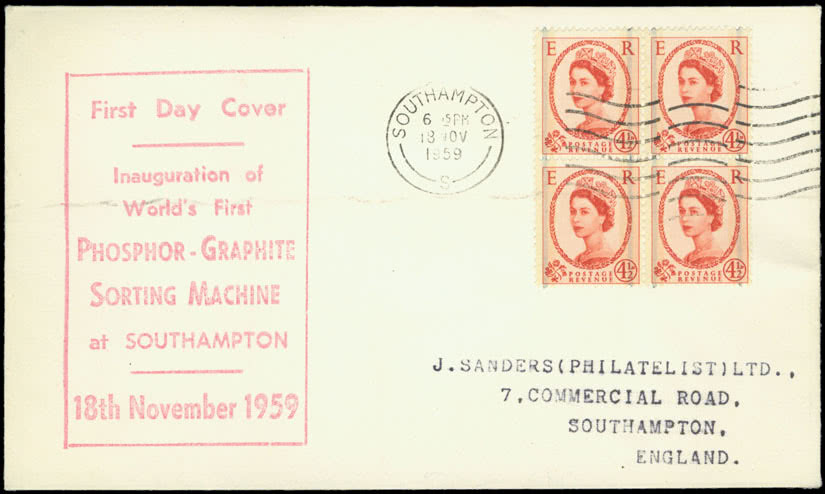 First Day Cover
Inauguration of
World's First
PHOSPHOR-GRAPHITE
SORTING MACHINE
at SOUTHAMPTON
18th November 1959
SOUTHAMPTON
6 5PM
18 OV
1959
S
E R
4½
POSTAGE
REVENUE
E R
4½
POSTAGE
REVENUE
E R
4½
POSTAGE
REVENUE
E R
4½
POSTAGE
REVENUE
J.SANDERS(PHILATELIST)LTD.,
7,COMMERCIAL ROAD,
SOUTHAMPTON,
ENGLAND.